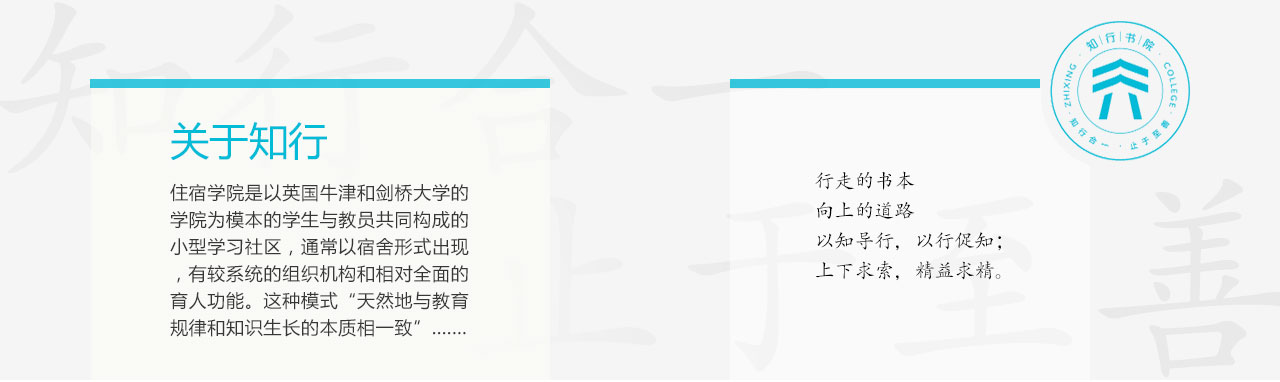 知行合一
止于至善
关于知行
住宿学院是以英国牛津和剑桥大学的
学院为模本的学生与教员共同构成的
小型学习社区，通常以宿舍形式出现
，有较系统的组织机构和相对全面的
育人功能。这种模式“天然地与教育
规律和知识生长的本质相一致”.......
行走的书本
向上的道路
以知导行，以行促知；
上下求索，精益求精。
·知|行|书|院·
ZHIXING COLLEGE
·知行合一·止于至善·